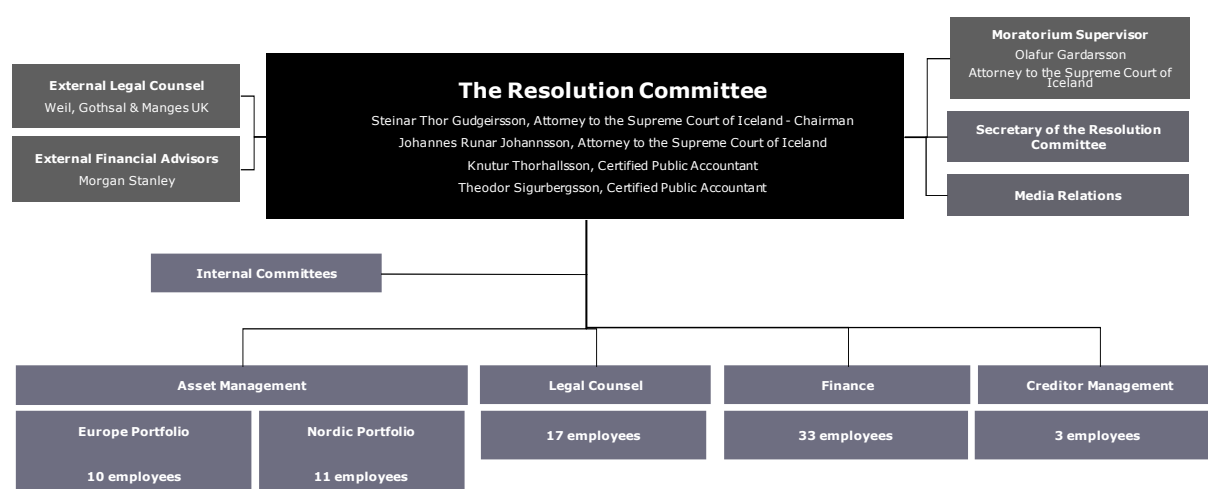 Moratorium Supervisor
Olafur Gardarsson
Attorney to the Supreme Court of
Iceland
External Legal Counsel
Weil, Gothsal & Manges UK
The Resolution Committee
Steinar Thor Gudgeirsson, Attorney to the Supreme Court of Iceland - Chairman
Johannes Runar Johannsson, Attorney to the Supreme Court of Iceland
Knutur Thorhallsson, Certified Public Accountant
Theodor Sigurbergsson, Certified Public Accountant
Secretary of the Resolution
Committee
External Financial Advisors
Morgan Stanley
Media Relations
Internal Committees
Asset Management
Legal Counsel
Finance
Creditor Management
Europe Portfolio
10 employees
Nordic Portfolio
11 employees
17 employees
33 employees
3 employees